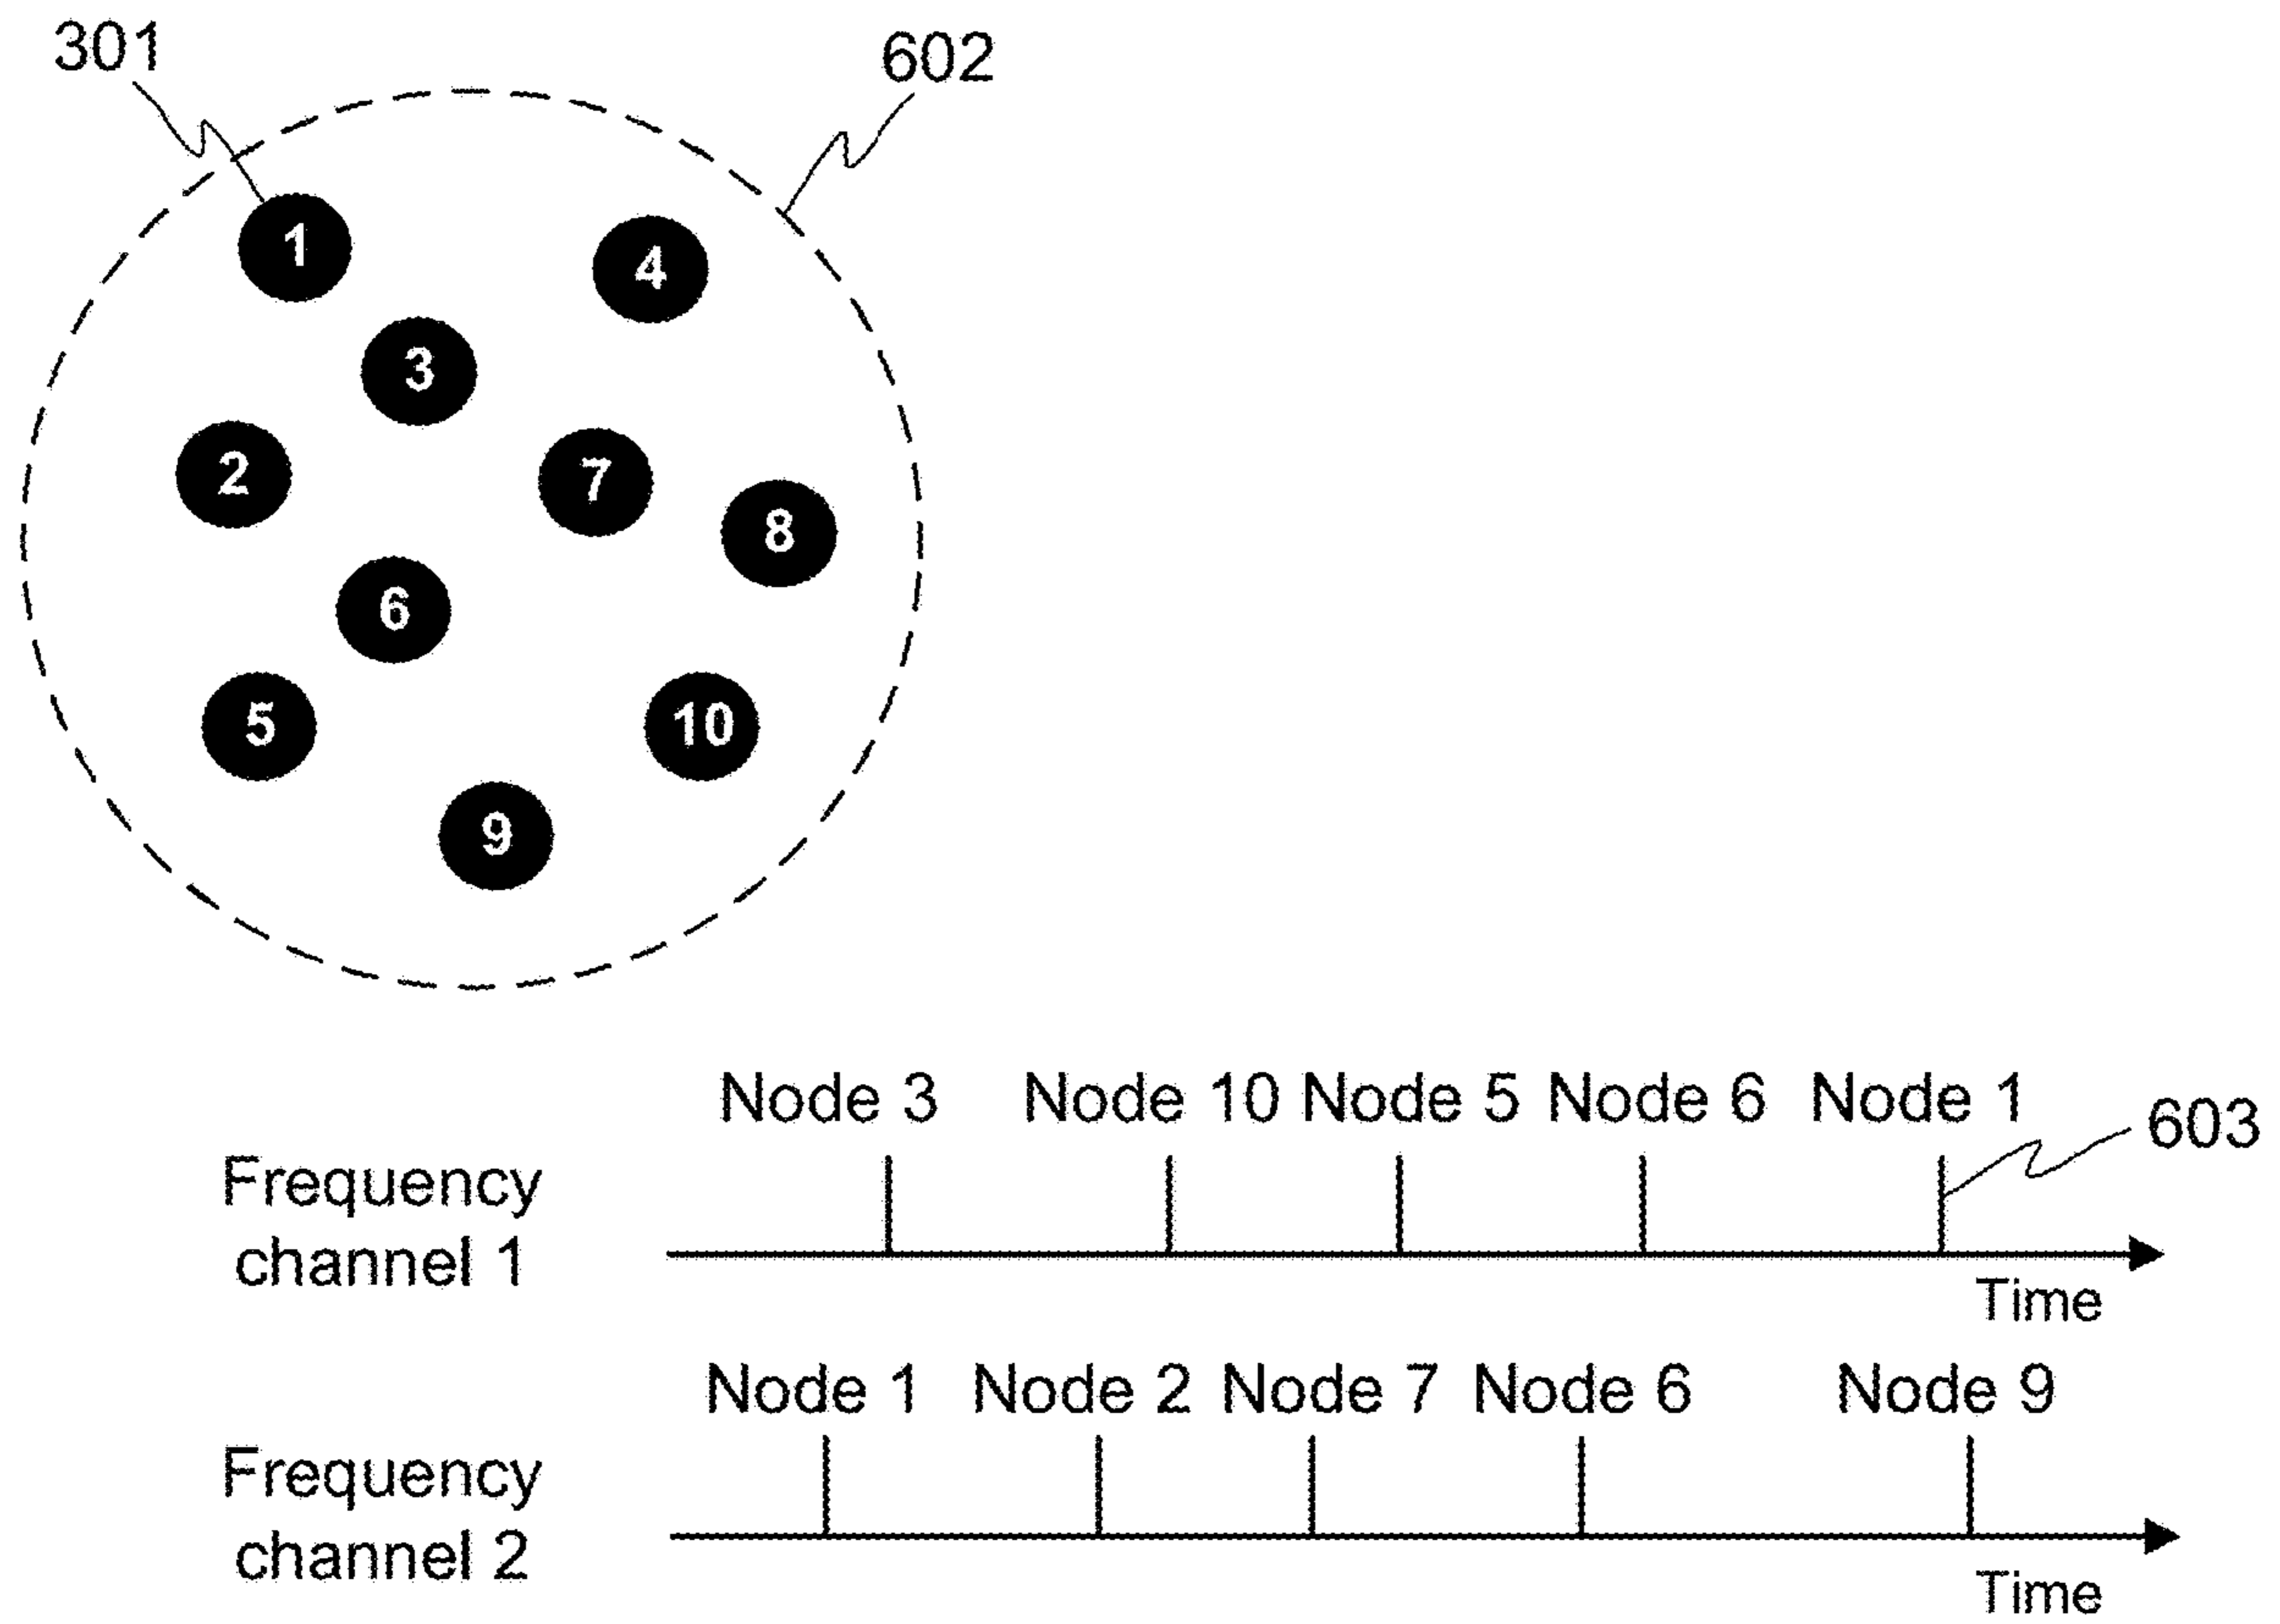 301
602
1
4
3
2
7
8
6
5
10
9
Node 3 Node 10 Node 5 Node 6 Node 1
603
Frequency
channel 1
Time
Node 1 Node 2 Node 7 Node 6 Node 9
Frequency
channel 2
Time